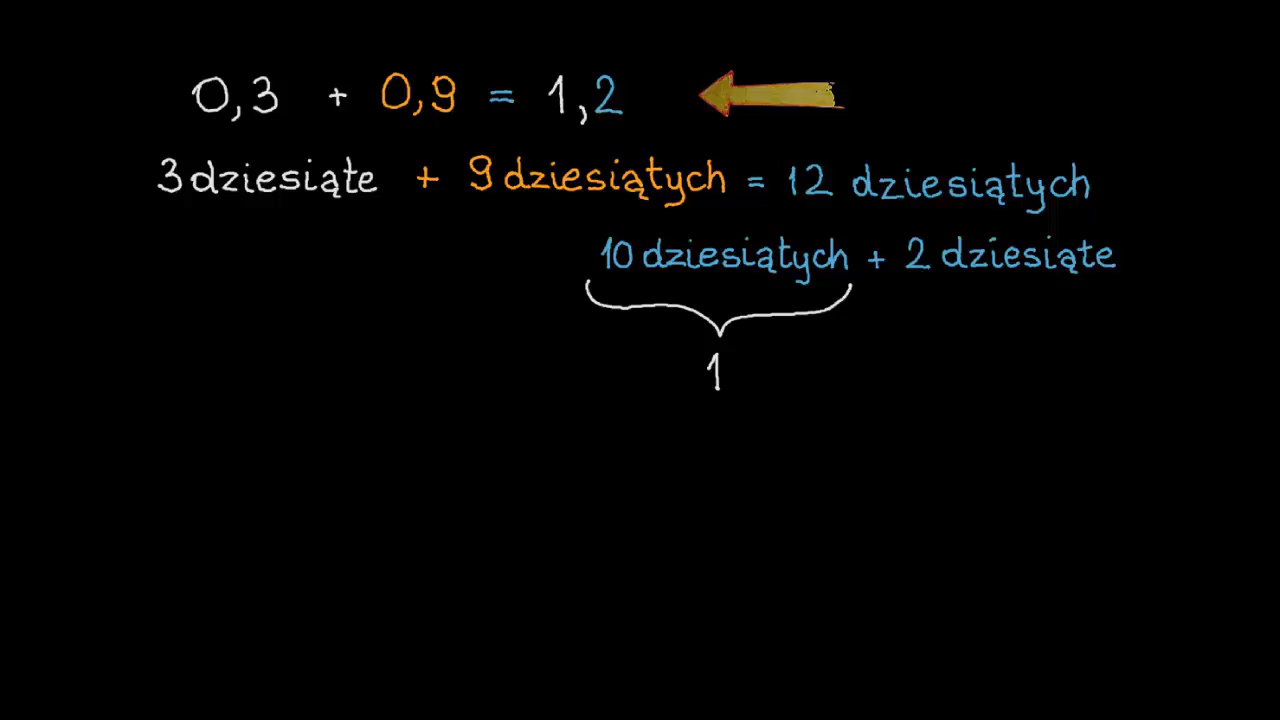 0,3 + 0,9 = 1,2
3 dziesiąte + 9 dziesiątych = 12 dziesiątych
10 dziesiątych + 2 dziesiąte
1